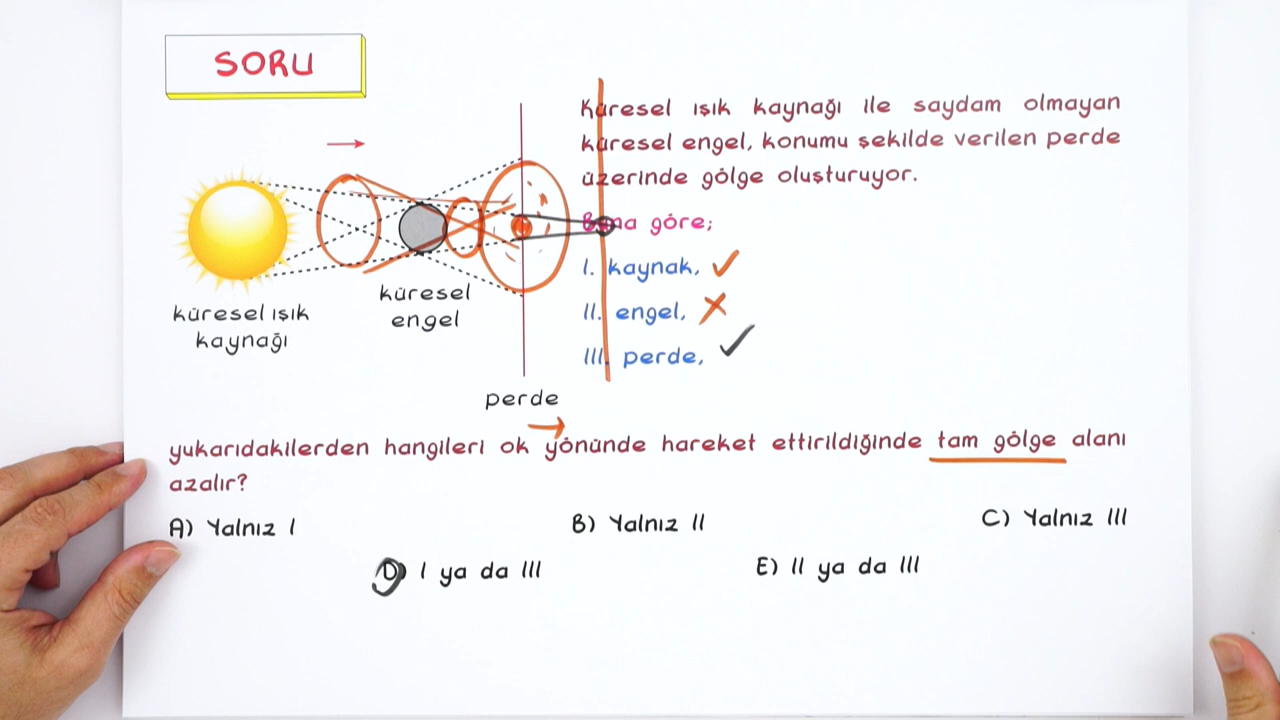 SORU
Küresel ışık kaynağı ile saydam olmayan
küresel engel, konumu şekilde verilen perde
üzerinde gölge oluşturuyor.
Buna göre;
I. kaynak,
II. engel,
III. perde,
küresel ışık
kaynağı
küresel
engel
perde
yukarıdakilerden hangileri ok yönünde hareket ettirildiğinde tam gölge alanı
azalır?
A) Yalnız I
B) Yalnız II
C) Yalnız III
D) I ya da III
E) II ya da III